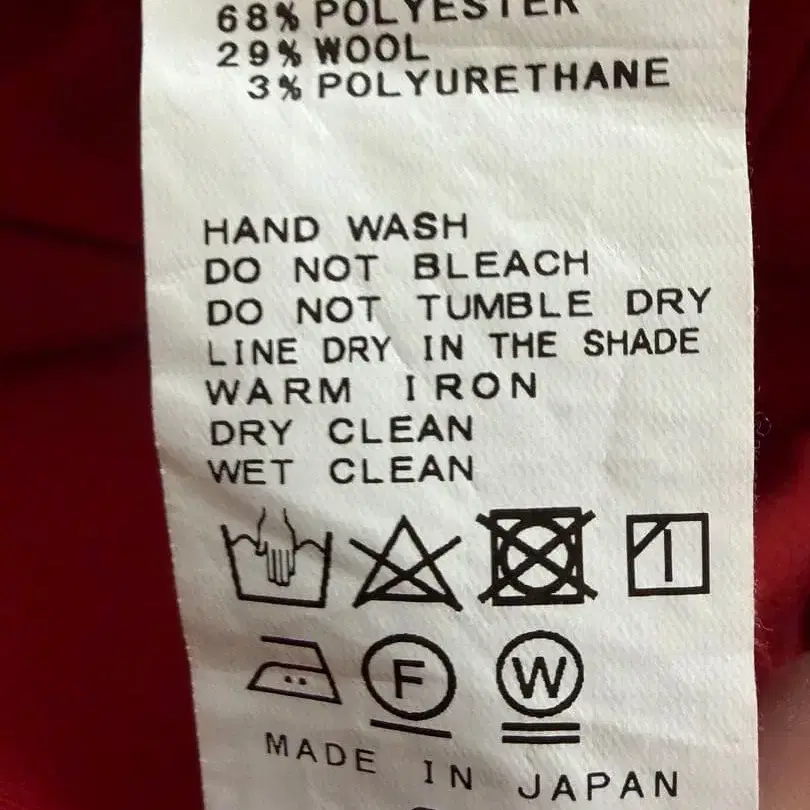 68% POLYESTER
29% WOOL
3% POLYURETHANE
HAND WASH
DO NOT BLEACH
DO NOT TUMBLE DRY
LINE DRY IN THE SHADE
WARM IRON
DRY CLEAN
WET CLEAN
F W
MADE IN JAPAN